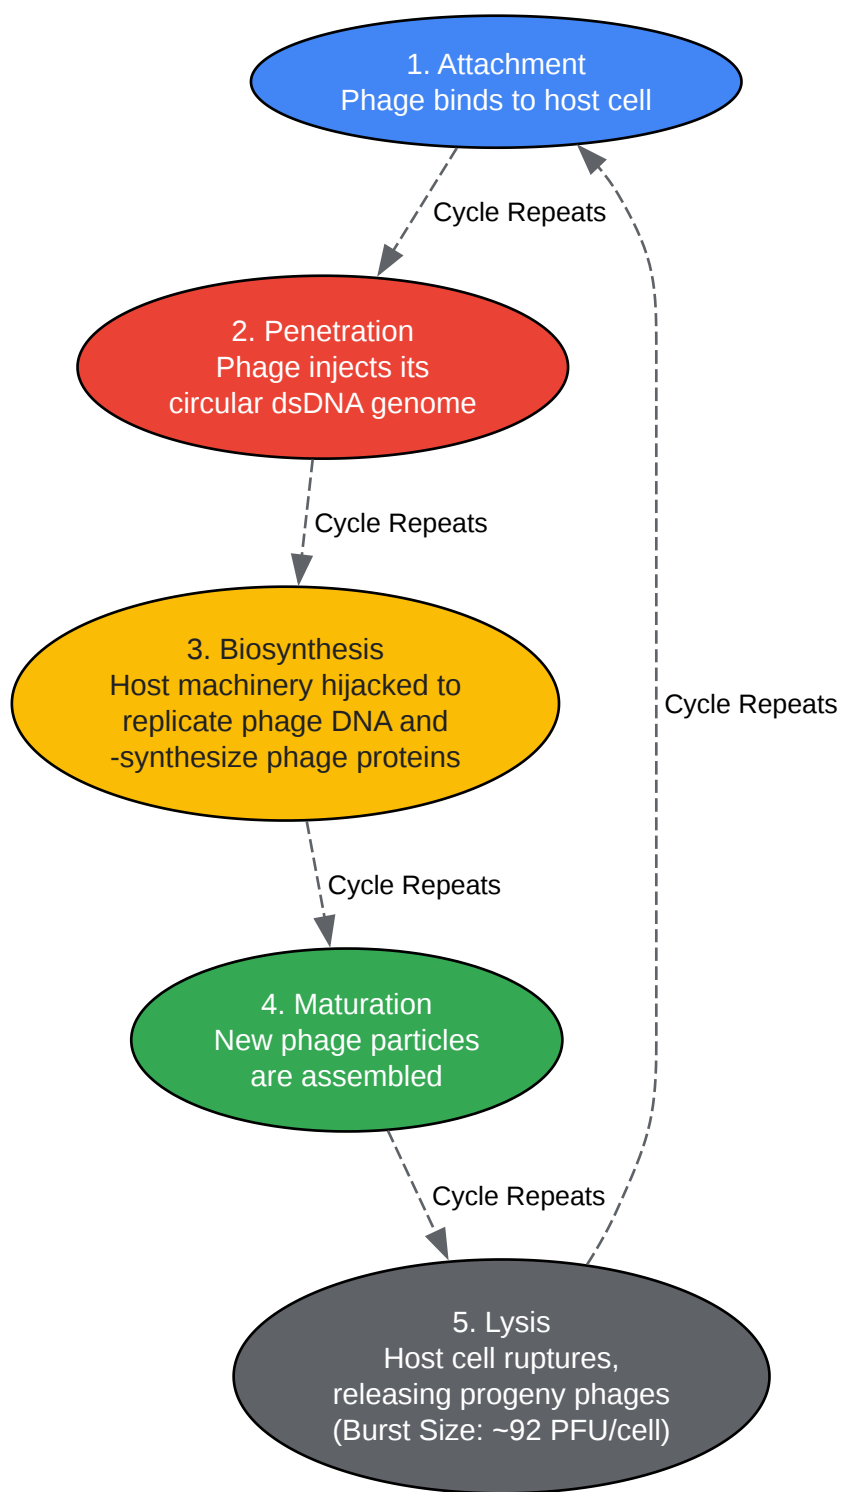 1. Attachment
Phage binds to host cell
Cycle Repeats
2. Penetration
Phage injects its
circular dsDNA genome
Cycle Repeats
3. Biosynthesis
Host machinery hijacked to
replicate phage DNA and
-synthesize phage proteins
Cycle Repeats
Cycle Repeats
4. Maturation
New phage particles
are assembled
Cycle Repeats
5. Lysis
Host cell ruptures,
releasing progeny phages
(Burst Size: ~92 PFU/cell)